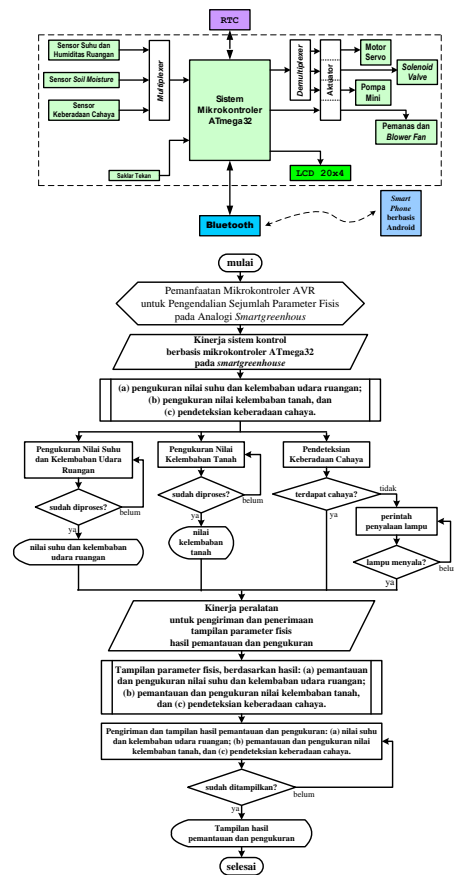 RTC
Sensor Suhu dan
Humiditas Ruangan
Sensor Soil Moisture
Sensor
Keberadaan Cahaya
Saklar Tekan
Multiplexer
Sistem
Mikrokontroler
ATmega32
Demultiplexer
Aktuator
Motor
Servo
Solenoid
Valve
Pompa
Mini
Pemanas dan
Blower Fan
LCD 20x4
Bluetooth
Smart
Phone
berbasis
Android
mulai
Pemanfaatan Mikrokontroler AVR
untuk Pengendalian Sejumlah Parameter Fisis
pada Analogi Smartgreenhous
Kinerja sistem kontrol
berbasis mikrokontroler ATmega32
pada smartgreenhouse
(a) pengukuran nilai suhu dan kelembaban udara ruangan;
(b) pengukuran nilai kelembaban tanah, dan
(c) pendeteksian keberadaan cahaya.
Pengukuran Nilai Suhu
dan Kelembaban Udara
Ruangan
sudah diproses?
belum
ya
nilai suhu dan kelembaban
udara ruangan
Pengukuran Nilai
Kelembaban Tanah
sudah diproses?
belum
ya
nilai
kelembaban
tanah
Pendeteksian
Keberadaan Cahaya
terdapat cahaya?
tidak
ya
perintah
penyalaan lampu
lampu menyala?
belu
ya
Kinerja peralatan
untuk pengiriman dan penerimaan
tampilan parameter fisis
hasil pemantauan dan pengukuran
Tampilan parameter fisis, berdasarkan hasil: (a) pemantauan
dan pengukuran nilai suhu dan kelembaban udara ruangan;
(b) pemantauan dan pengukuran nilai kelembaban tanah,
dan (c) pendeteksian keberadaan cahaya.
Pengiriman dan tampilan hasil pemantauan dan pengukuran: (a) nilai suhu
dan kelembaban udara ruangan; (b) pemantauan dan pengukuran nilai
kelembaban tanah, dan (c) pendeteksian keberadaan cahaya.
sudah ditampilkan?
belum
ya
Tampilan hasil
pemantauan dan pengukuran
selesai